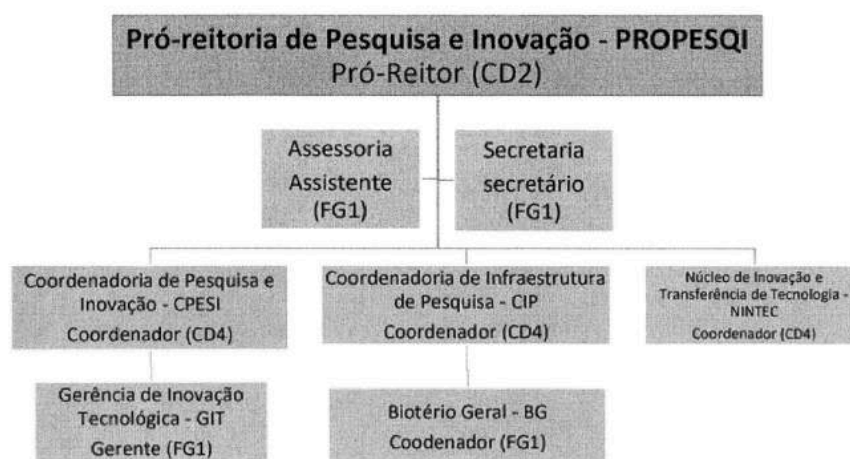 Pró-reitoria de Pesquisa e Inovação - PROPESQI
Pró-Reitor (CD2)
Assessoria
Assistente
(FG1)
Secretaria
secretário
(FG1)
Coordenadoria de Pesquisa e
Inovação - CPESI
Coordenador (CD4)
Coordenadoria de Infraestrutura
de Pesquisa - CIP
Coordenador (CD4)
Núcleo de Inovação e
Transferência de Tecnologia -
NINTEC
Coordenador (CD4)
Gerência de Inovação
Tecnológica - GIT
Gerente (FG1)
Biotério Geral - BG
Coodenador (FG1)